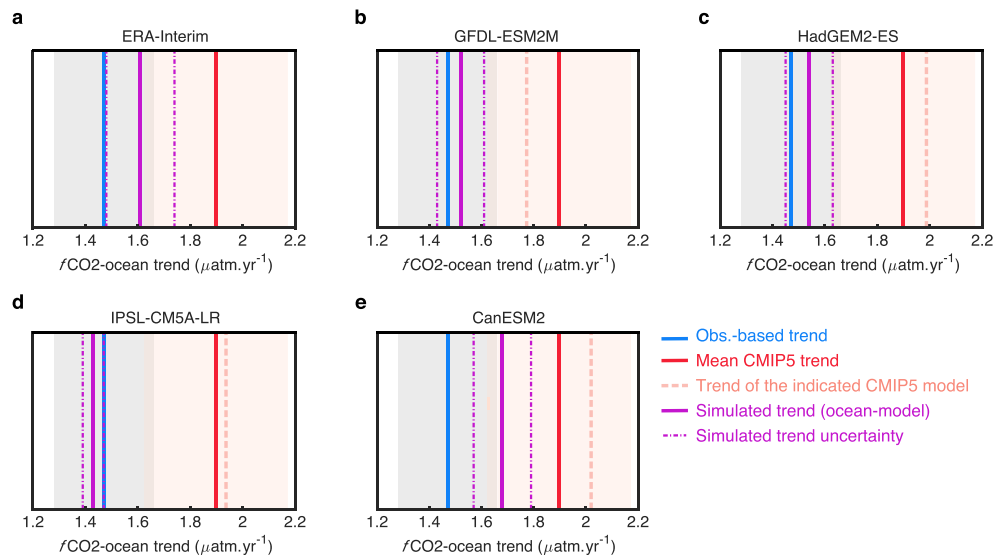 a
ERA-Interim
1.2 1.4 1.6 1.8 2 2.2
fCO2-ocean trend (μatm.yr⁻¹)
b
GFDL-ESM2M
1.2 1.4 1.6 1.8 2 2.2
fCO2-ocean trend (μatm.yr⁻¹)
c
HadGEM2-ES
1.2 1.4 1.6 1.8 2 2.2
fCO2-ocean trend (μatm.yr⁻¹)
d
IPSL-CM5A-LR
1.2 1.4 1.6 1.8 2 2.2
fCO2-ocean trend (μatm.yr⁻¹)
e
CanESM2
1.2 1.4 1.6 1.8 2 2.2
fCO2-ocean trend (μatm.yr⁻¹)
Obs.-based trend
Mean CMIP5 trend
Trend of the indicated CMIP5 model
Simulated trend (ocean-model)
Simulated trend uncertainty